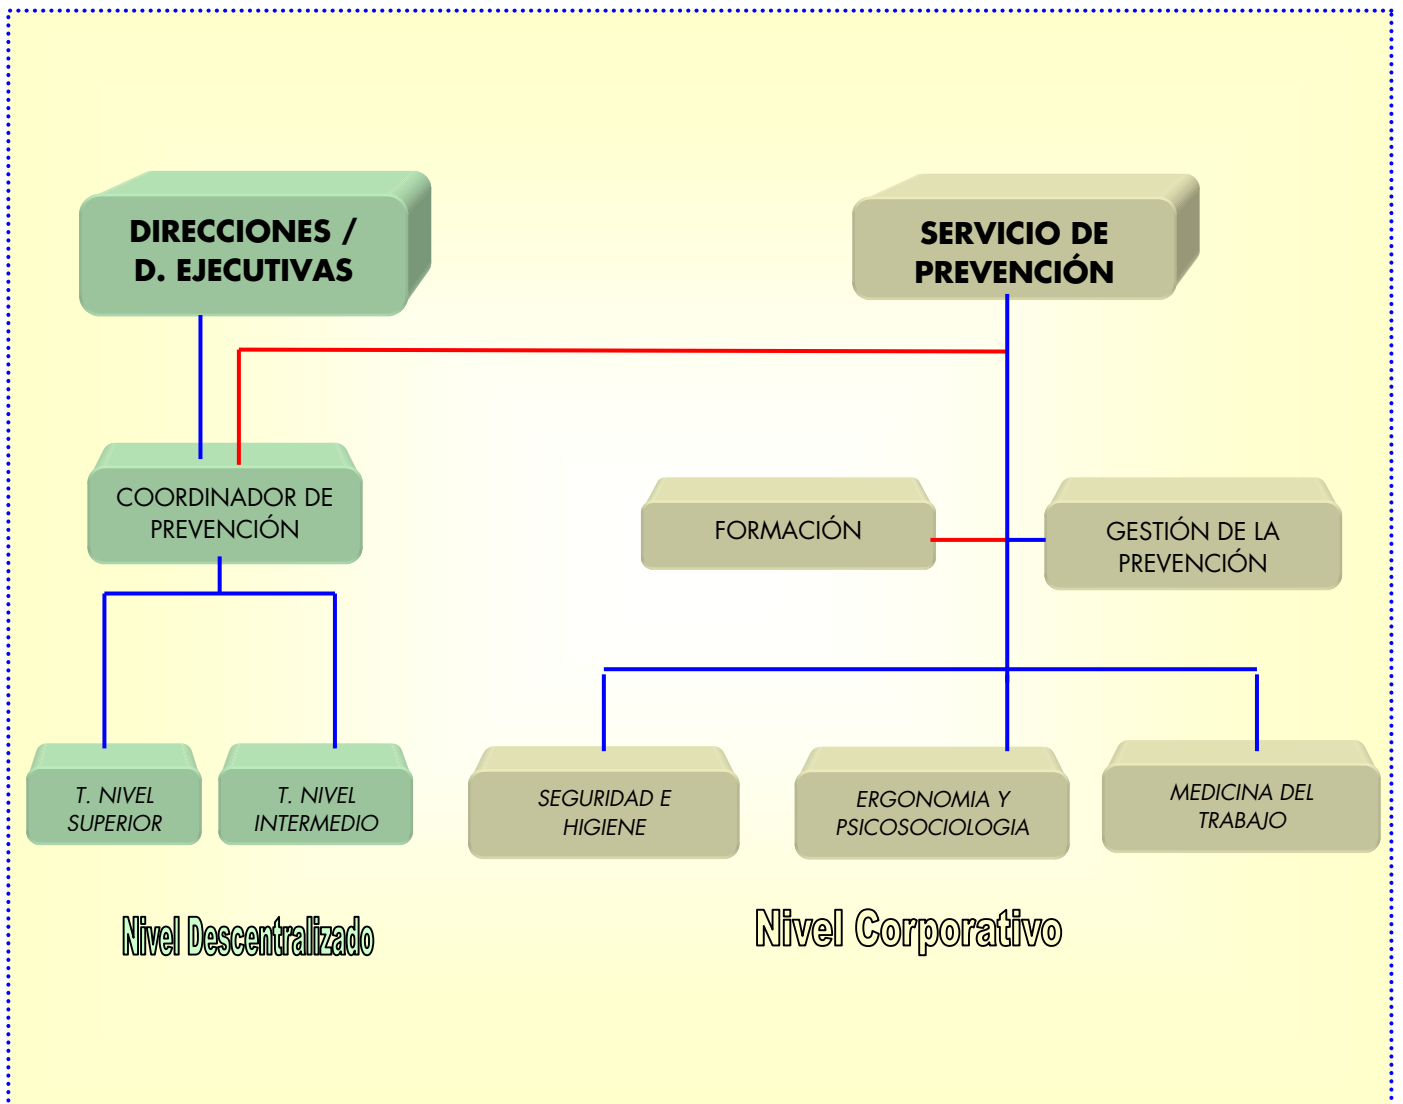 DIRECCIONES /
D. EJECUTIVAS
SERVICIO DE
PREVENCIÓN
COORDINADOR DE
PREVENCIÓN
FORMACIÓN
GESTIÓN DE LA
PREVENCIÓN
T. NIVEL
SUPERIOR
T. NIVEL
INTERMEDIO
SEGURIDAD E
HIGIENE
ERGONOMIA Y
PSICOSOCIOLOGIA
MEDICINA DEL
TRABAJO
Nivel Descentralizado
Nivel Corporativo